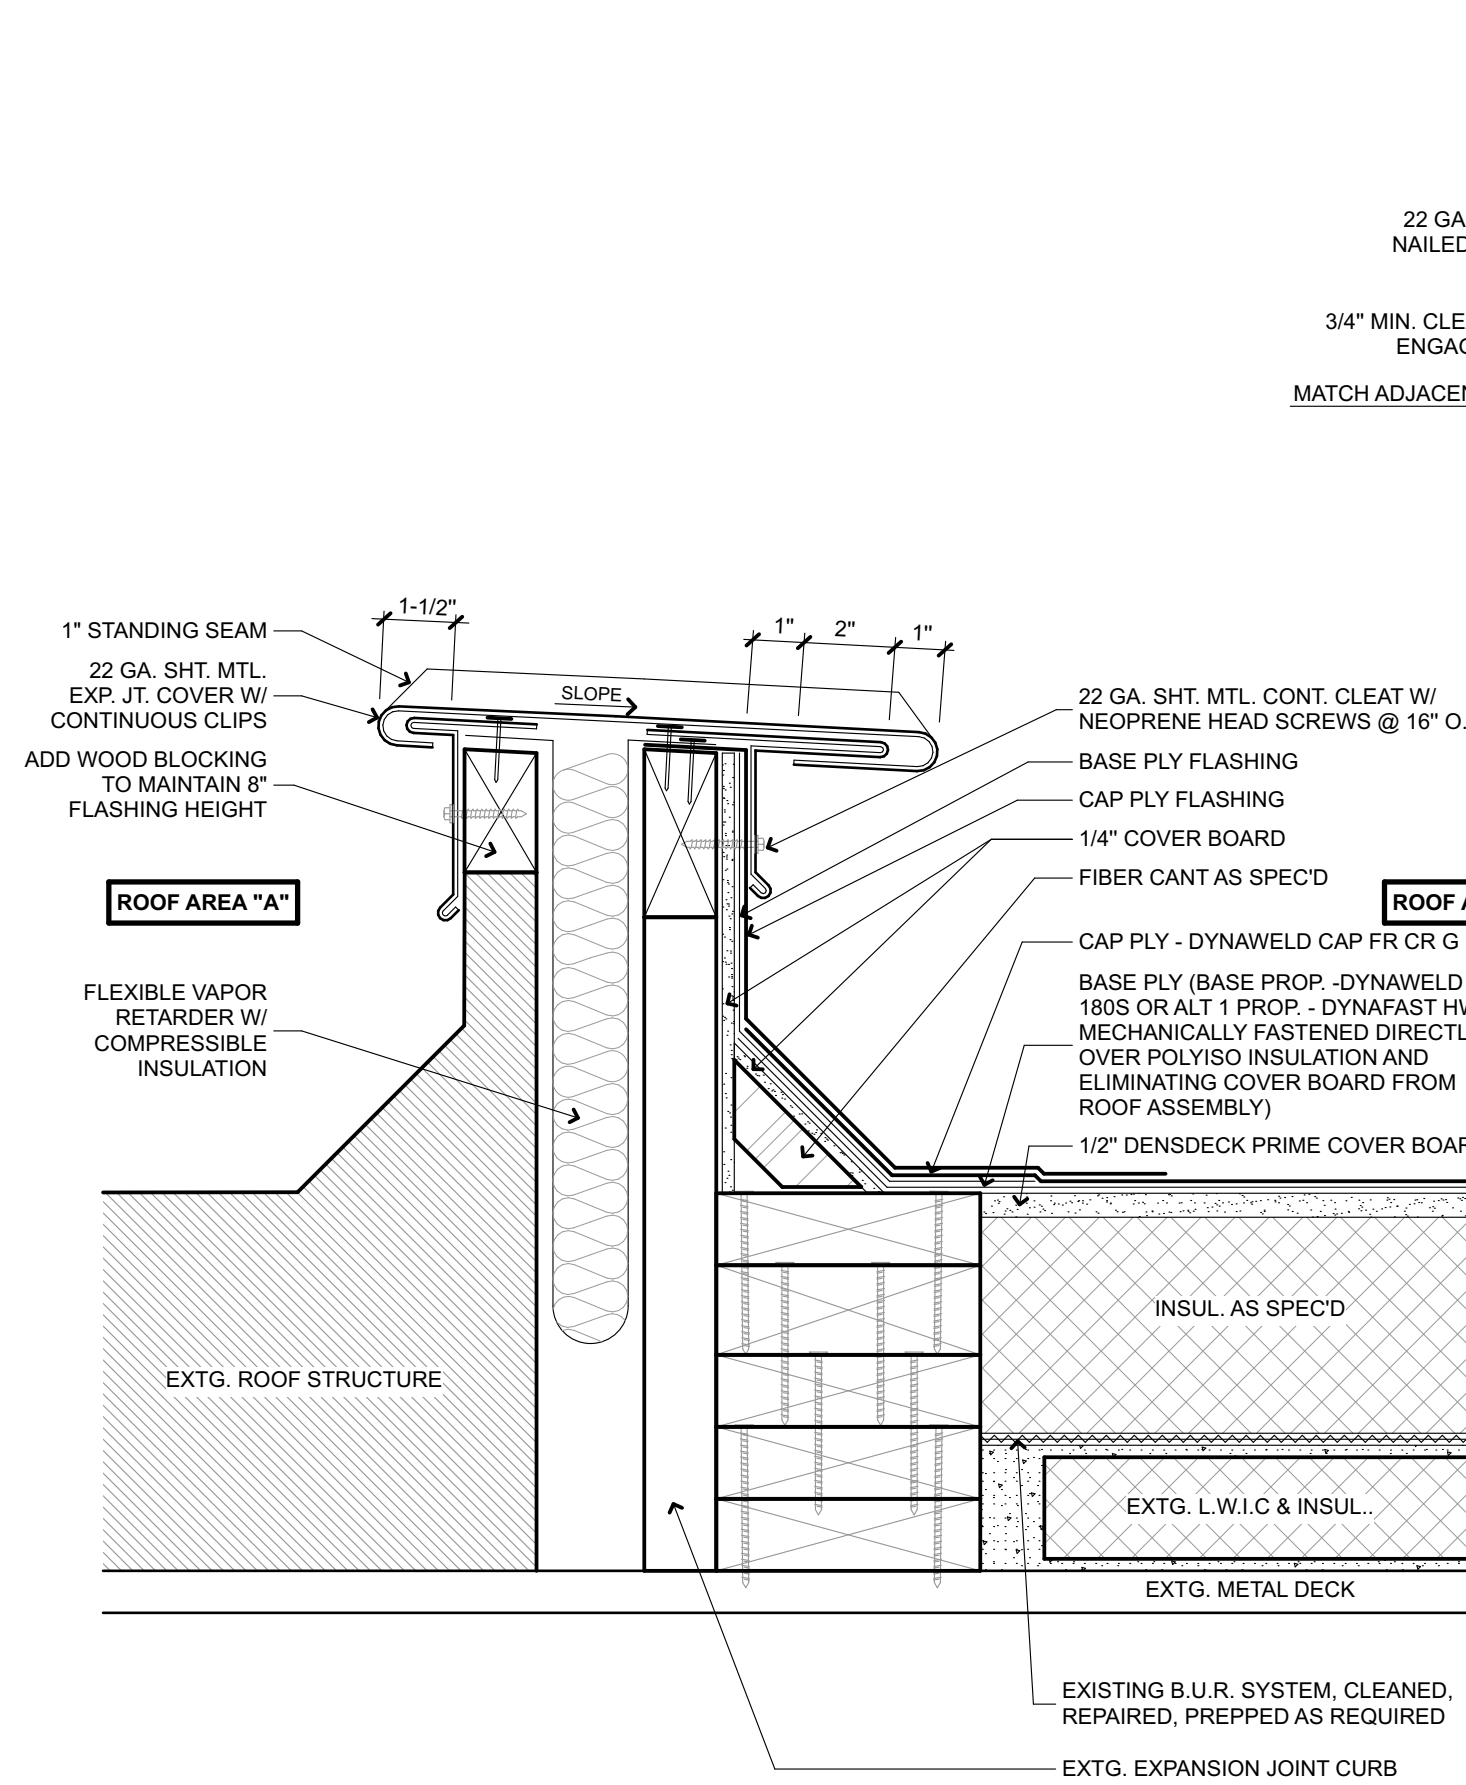 22 GA
NAILED
3/4" MIN. CLE
ENGAG
MATCH ADJACEN
1-1/2"
1"
2"
1"
SLOPE
1" STANDING SEAM
22 GA. SHT. MTL.
EXP. JT. COVER W/
CONTINUOUS CLIPS
ADD WOOD BLOCKING
TO MAINTAIN 8"
FLASHING HEIGHT
ROOF AREA "A"
FLEXIBLE VAPOR
RETARDER W/
COMPRESSIBLE
INSULATION
EXTG. ROOF STRUCTURE
22 GA. SHT. MTL. CONT. CLEAT W/
NEOPRENE HEAD SCREWS @ 16" O.
BASE PLY FLASHING
CAP PLY FLASHING
1/4" COVER BOARD
FIBER CANT AS SPEC'D
ROOF A
CAP PLY - DYNAWELD CAP FR CR G
BASE PLY (BASE PROP. -DYNAWELD
180S OR ALT 1 PROP. - DYNAFAST HW
MECHANICALLY FASTENED DIRECTL
OVER POLYISO INSULATION AND
ELIMINATING COVER BOARD FROM
ROOF ASSEMBLY)
1/2" DENSDECK PRIME COVER BOAR
INSUL. AS SPEC'D
EXTG. L.W.I.C & INSUL..
EXTG. METAL DECK
EXISTING B.U.R. SYSTEM, CLEANED,
REPAIRED, PREPPED AS REQUIRED
EXTG. EXPANSION JOINT CURB